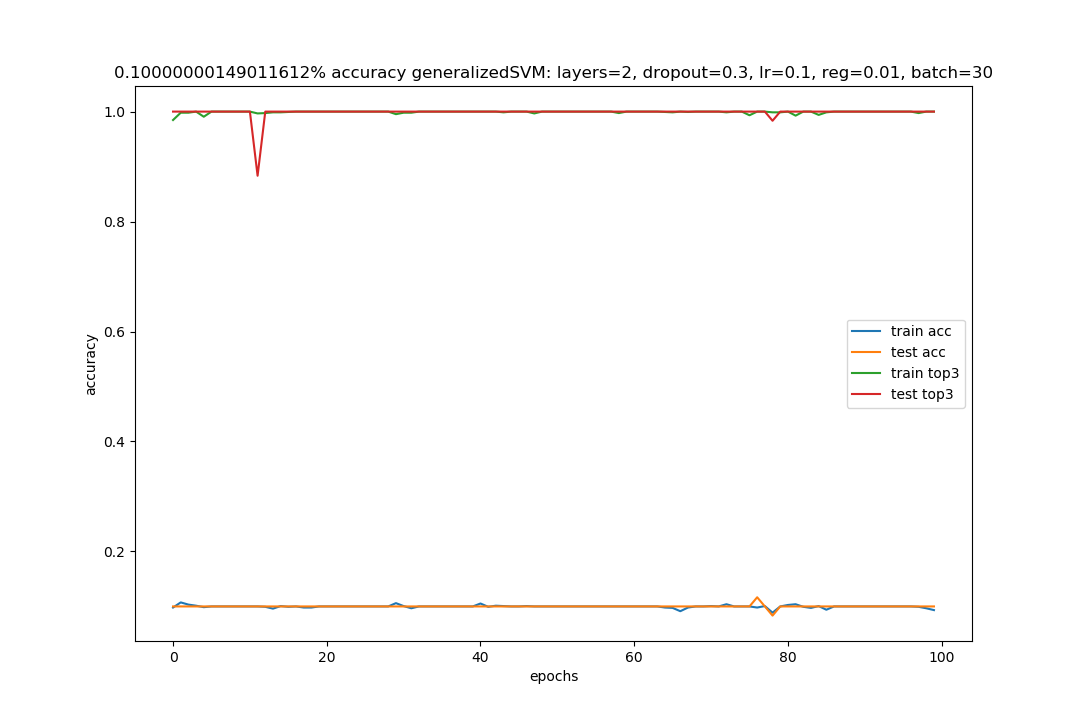 0.10000000149011612% accuracy generalizedSVM: layers=2, dropout=0.3, lr=0.1, reg=0.01, batch=30
1.0
0.8
0.6
0.4
0.2
accuracy
train acc
test acc
train top3
test top3
0 20 40 60 80 100
epochs